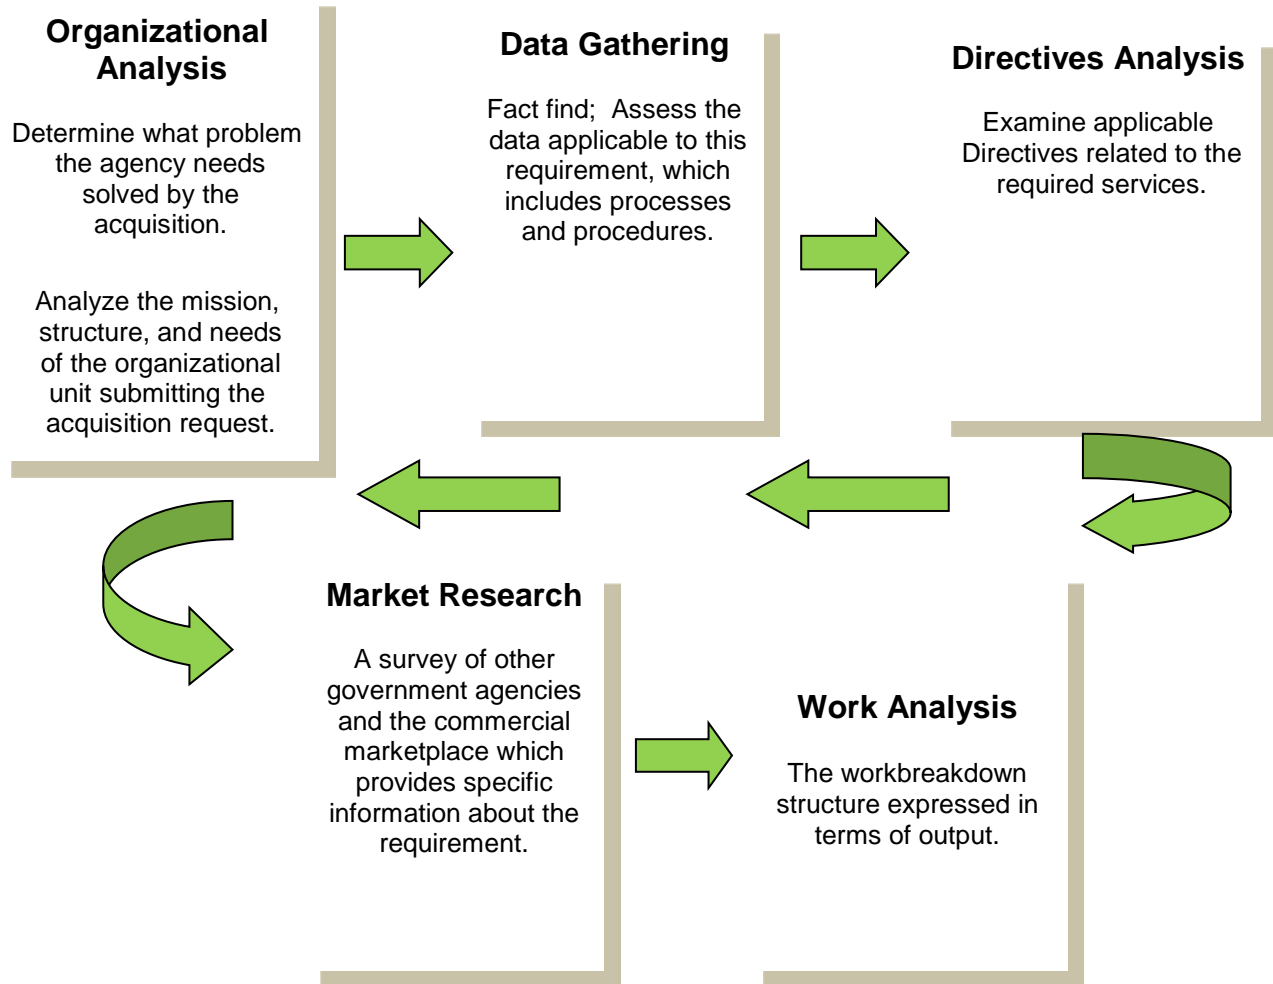 Organizational
Analysis
Determine what problem
the agency needs
solved by the
acquisition.
Analyze the mission,
structure, and needs
of the organizational
unit submitting the
acquisition request.
Data Gathering
Fact find;  Assess the
data applicable to this
requirement, which
includes processes
and procedures.
Directives Analysis
Examine applicable
Directives related to the
required services.
Market Research
A survey of other
government agencies
and the commercial
marketplace which
provides specific
information about the
requirement.
Work Analysis
The workbreakdown
structure expressed in
terms of output.